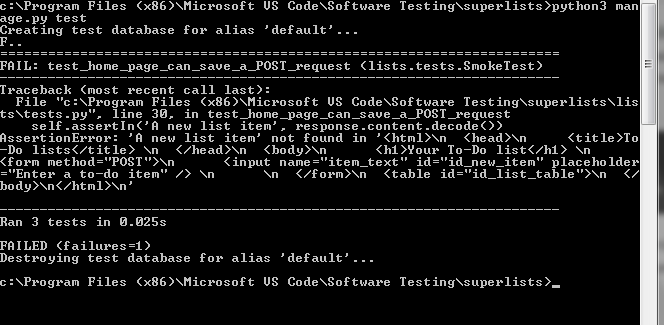 c:\Program Files (x86)\Microsoft VS Code\Software Testing\superlists>python3 man
age.py test
Creating test database for alias 'default'...
F..
======================================================================
FAIL: test_home_page_can_save_a_POST_request (lists.tests.SmokeTest)
----------------------------------------------------------------------
Traceback (most recent call last):
  File "c:\Program Files (x86)\Microsoft VS Code\Software Testing\superlists\lis
ts\tests.py", line 30, in test_home_page_can_save_a_POST_request
    self.assertIn('A new list item', response.content.decode())
AssertionError: 'A new list item' not found in '<html>\n  <head>\n    <title>To-
Do lists</title> \n  </head>\n  <body>\n    <h1>Your To-Do list</h1> \n
<form method="POST">\n      <input name="item_text" id="id_new_item" placeholder
="Enter a to-do item" /> \n      \n  </form>\n  <table id="id_list_table">\n  </
body>\n</html>\n'

----------------------------------------------------------------------
Ran 3 tests in 0.025s

FAILED (failures=1)
Destroying test database for alias 'default'...

c:\Program Files (x86)\Microsoft VS Code\Software Testing\superlists>_